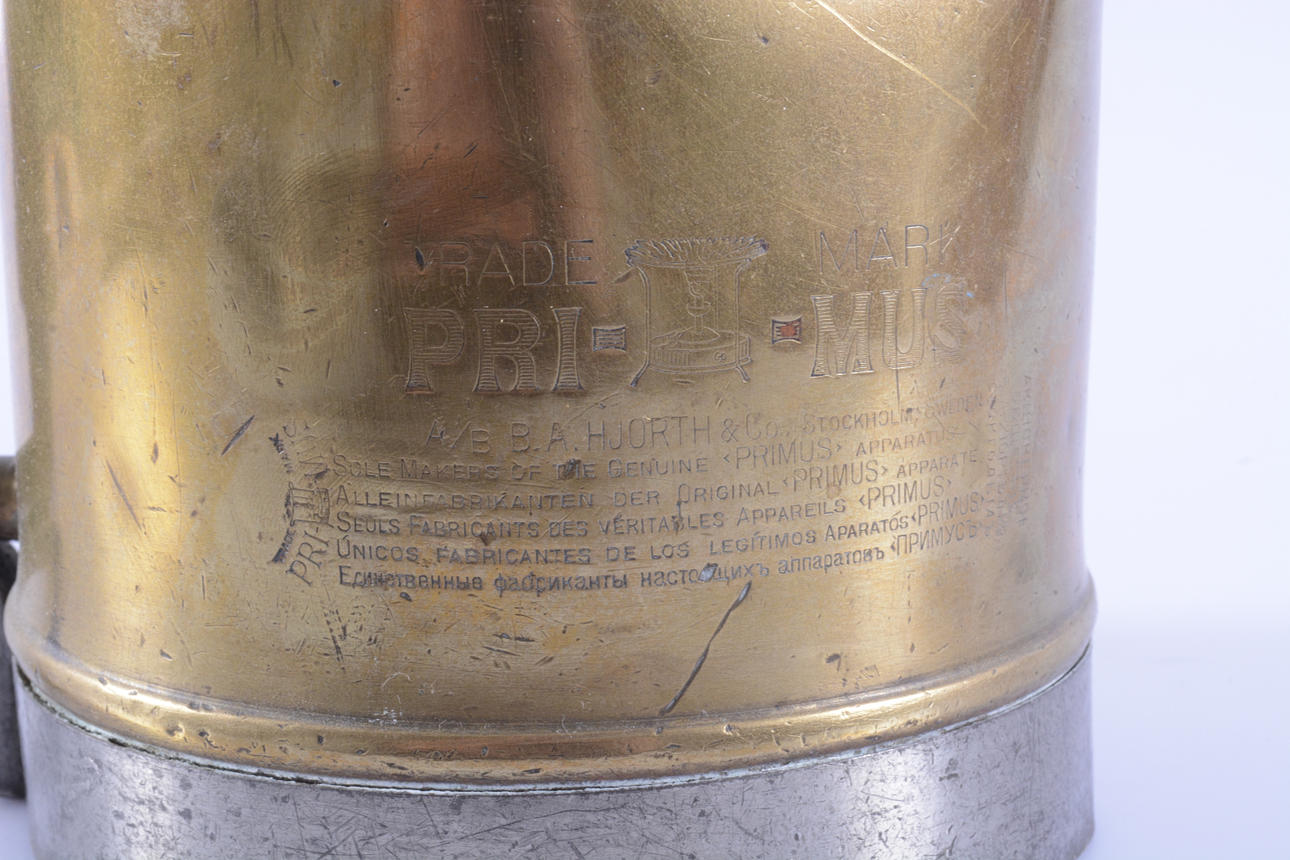 TRADE MARK
PRI-MUS
A/B B.A. HJORTH & Co., STOCKHOLM, SWEDEN
SOLE MAKERS OF THE GENUINE ‹PRIMUS› APPARATUS
ALLEINFABRIKANTEN DER ORIGINAL ‹PRIMUS› APPARATE
SEULS FABRICANTS DES VÉRITABLES APPAREILS ‹PRIMUS›
ÚNICOS FABRICANTES DE LOS LEGÍTIMOS APARATOS ‹PRIMUS›
Единственные фабриканты настоящихъ аппаратовъ ‹ПРИМУСЪ›
PRI